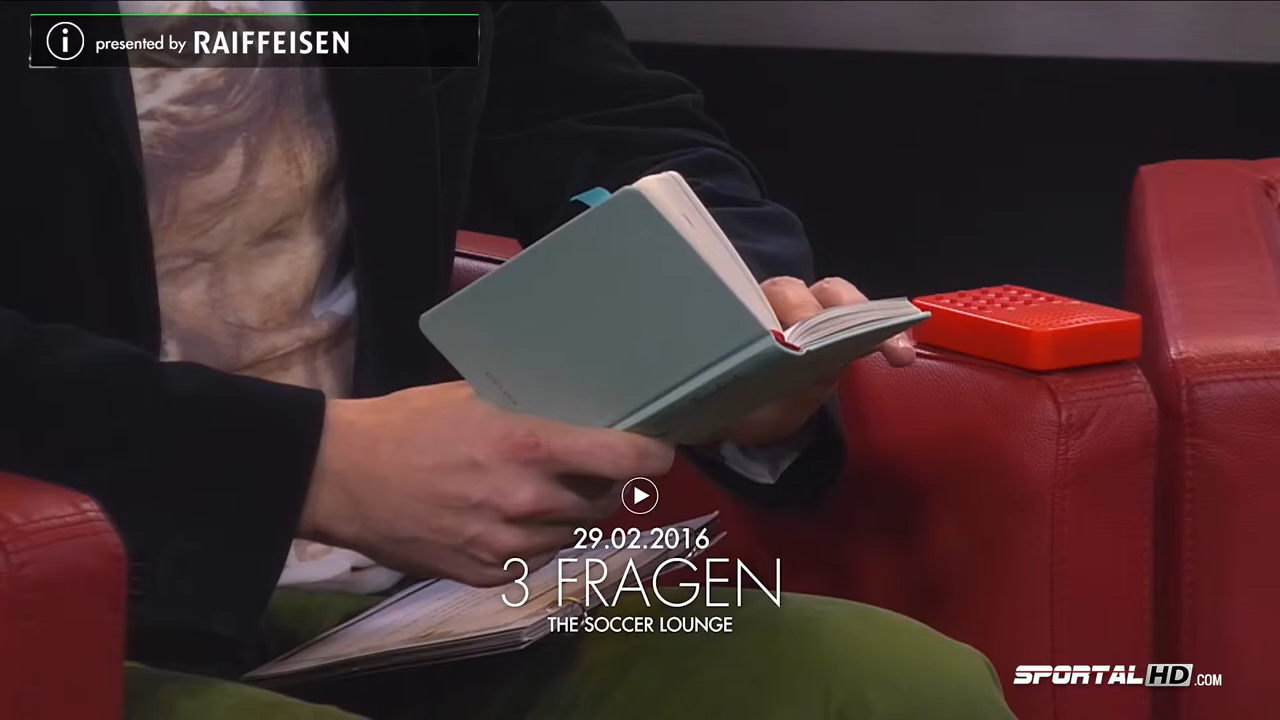 presented by RAIFFEISEN
29.02.2016
3 FRAGEN
THE SOCCER LOUNGE
SPORTALHD.COM